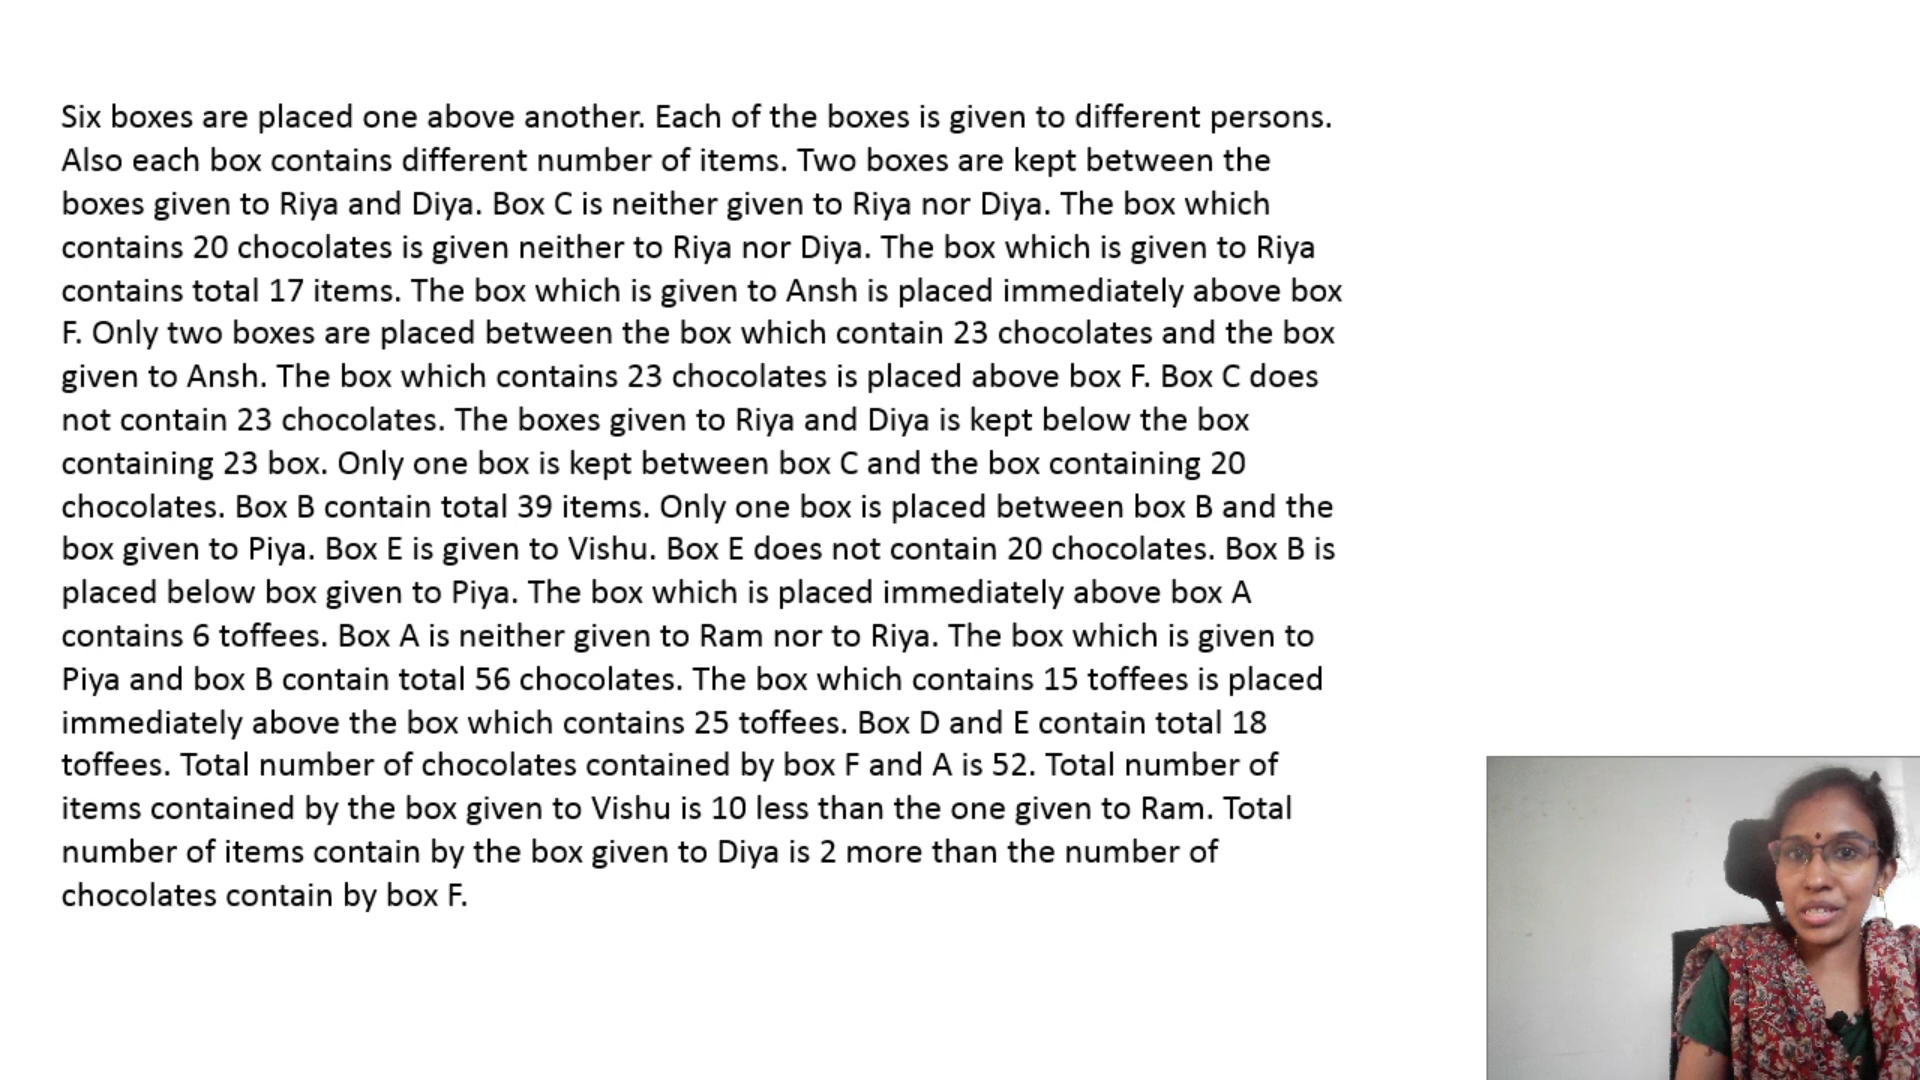 Six boxes are placed one above another. Each of the boxes is given to different persons.
Also each box contains different number of items. Two boxes are kept between the
boxes given to Riya and Diya. Box C is neither given to Riya nor Diya. The box which
contains 20 chocolates is given neither to Riya nor Diya. The box which is given to Riya
contains total 17 items. The box which is given to Ansh is placed immediately above box
F. Only two boxes are placed between the box which contain 23 chocolates and the box
given to Ansh. The box which contains 23 chocolates is placed above box F. Box C does
not contain 23 chocolates. The boxes given to Riya and Diya is kept below the box
containing 23 box. Only one box is kept between box C and the box containing 20
chocolates. Box B contain total 39 items. Only one box is placed between box B and the
box given to Piya. Box E is given to Vishu. Box E does not contain 20 chocolates. Box B is
placed below box given to Piya. The box which is placed immediately above box A
contains 6 toffees. Box A is neither given to Ram nor to Riya. The box which is given to
Piya and box B contain total 56 chocolates. The box which contains 15 toffees is placed
immediately above the box which contains 25 toffees. Box D and E contain total 18
toffees. Total number of chocolates contained by box F and A is 52. Total number of
items contained by the box given to Vishu is 10 less than the one given to Ram. Total
number of items contain by the box given to Diya is 2 more than the number of
chocolates contain by box F.